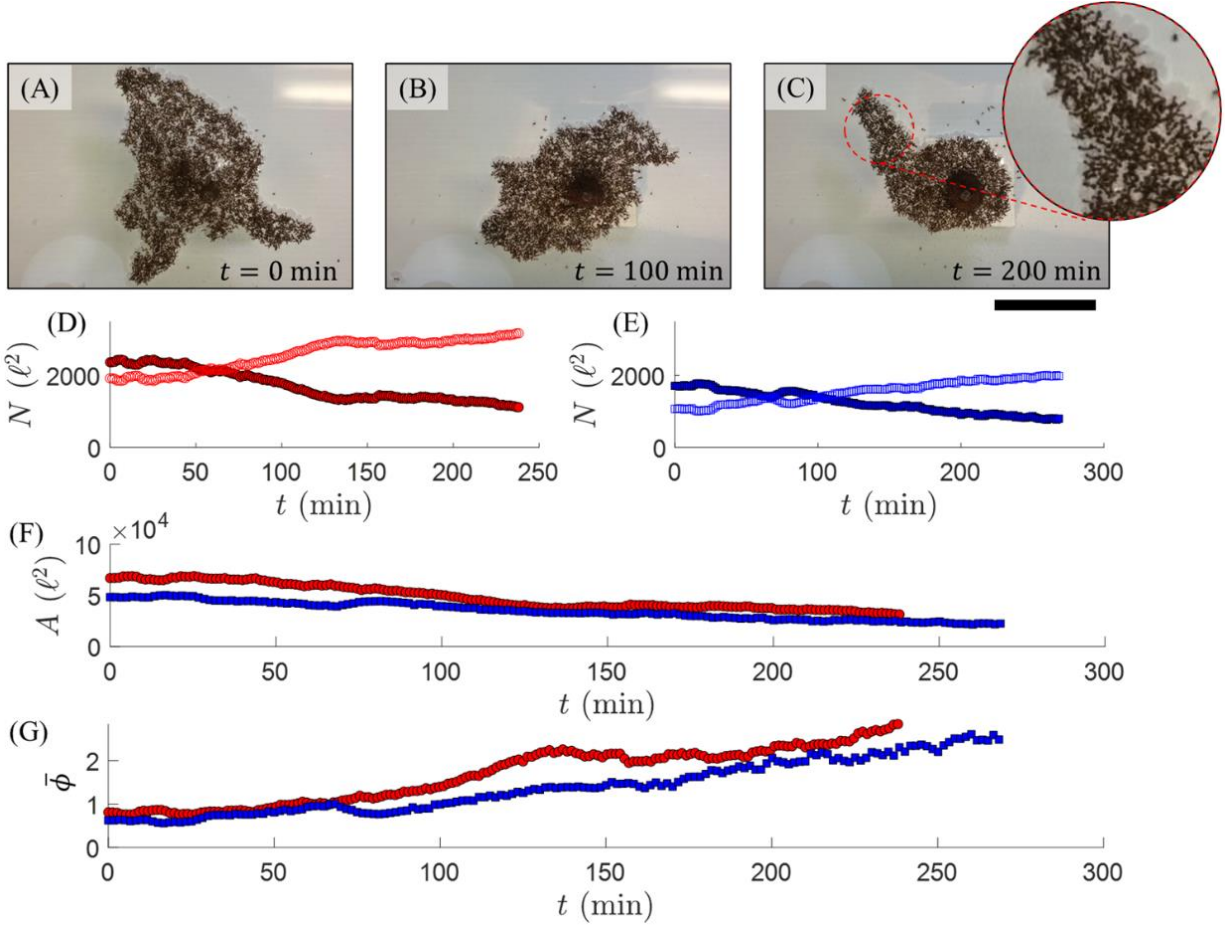 (A)
t = 0 min
(B)
t = 100 min
(C)
t = 200 min
(D)
N (ℓ²)
2000
0
0 50 100 150 200 250
t (min)
(E)
N (ℓ²)
2000
0
0 100 200 300
t (min)
(F)
×10⁴
A (ℓ²)
10
5
0
0 50 100 150 200 250 300
t (min)
(G)
ϕ̄
2
1
0
0 50 100 150 200 250 300
t (min)